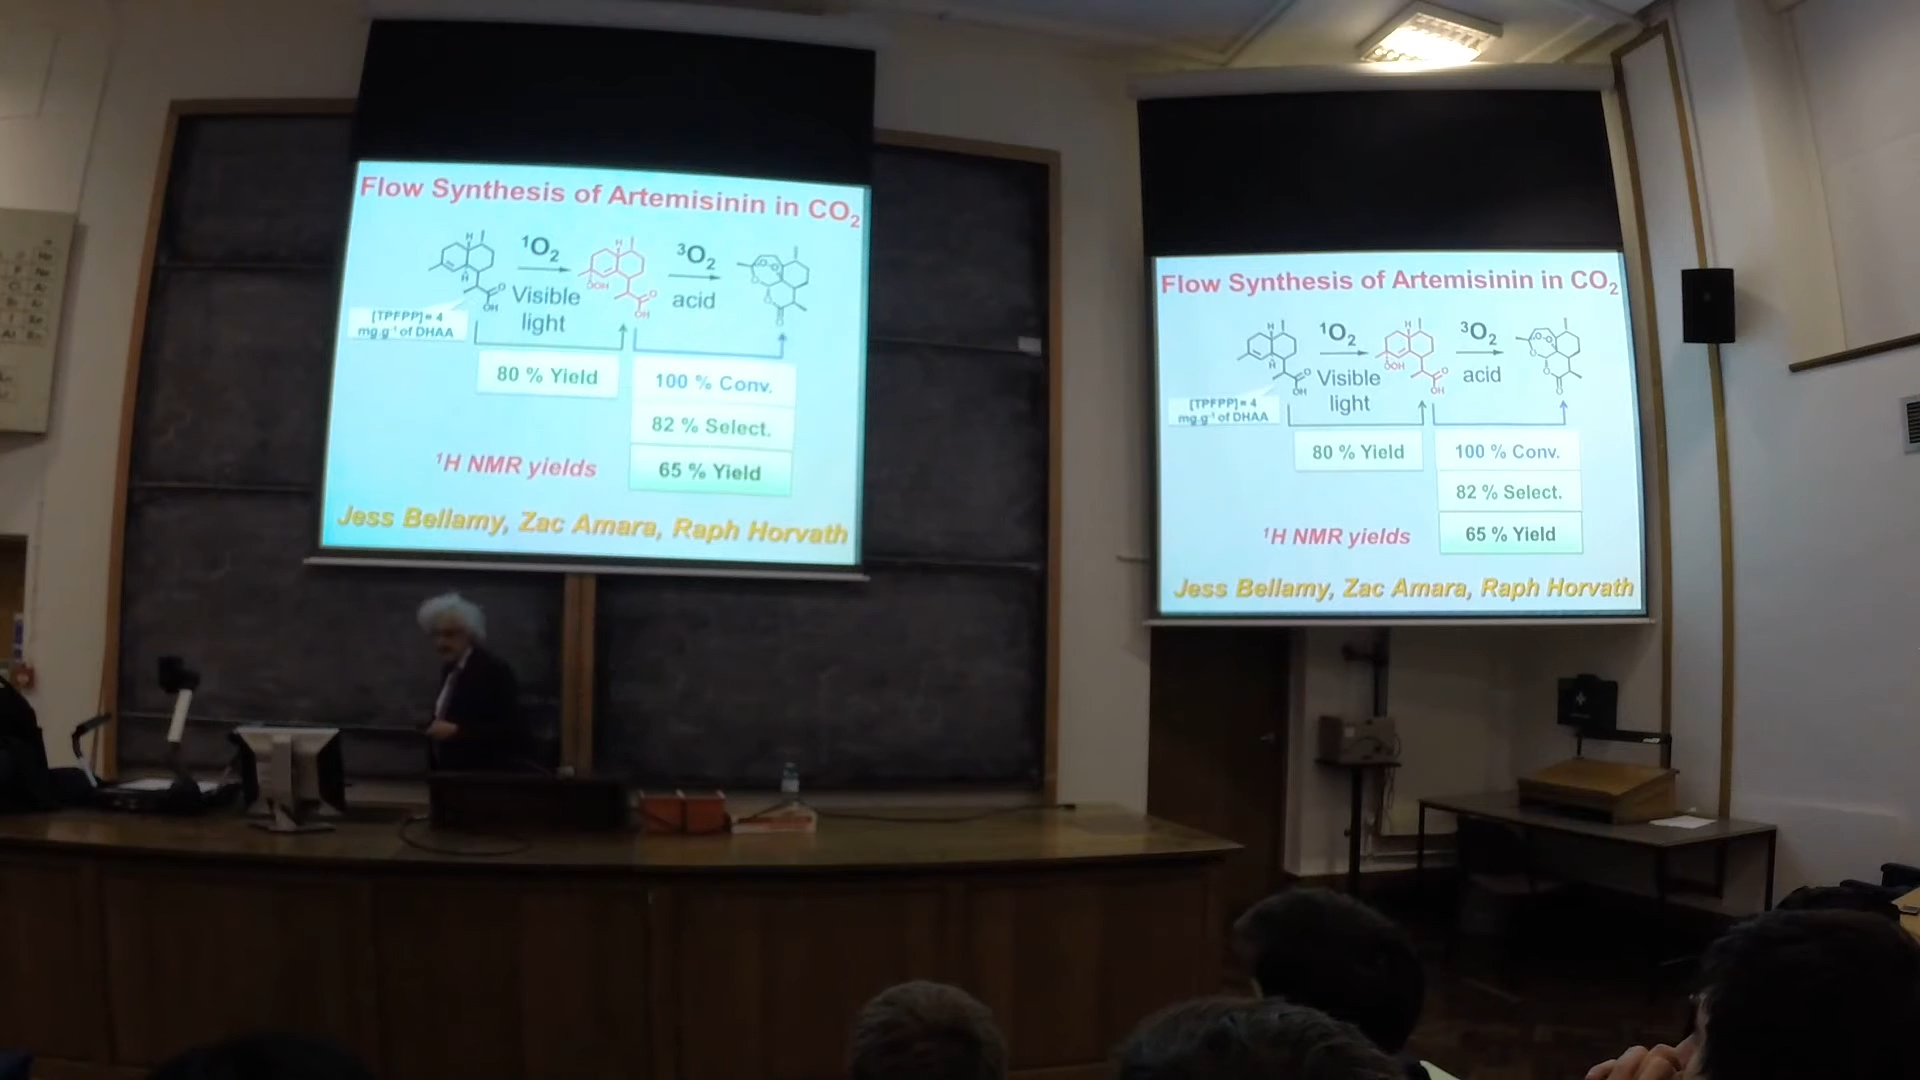 Flow Synthesis of Artemisinin in CO₂
¹O₂
³O₂
Visible
light
acid
[TPFPP] = 4
mg.g⁻¹ of DHAA
80 % Yield
100 % Conv.
82 % Select.
65 % Yield
¹H NMR yields
Jess Bellamy, Zac Amara, Raph Horvath
Flow Synthesis of Artemisinin in CO₂
¹O₂
³O₂
Visible
light
acid
[TPFPP] = 4
mg.g⁻¹ of DHAA
80 % Yield
100 % Conv.
82 % Select.
65 % Yield
¹H NMR yields
Jess Bellamy, Zac Amara, Raph Horvath